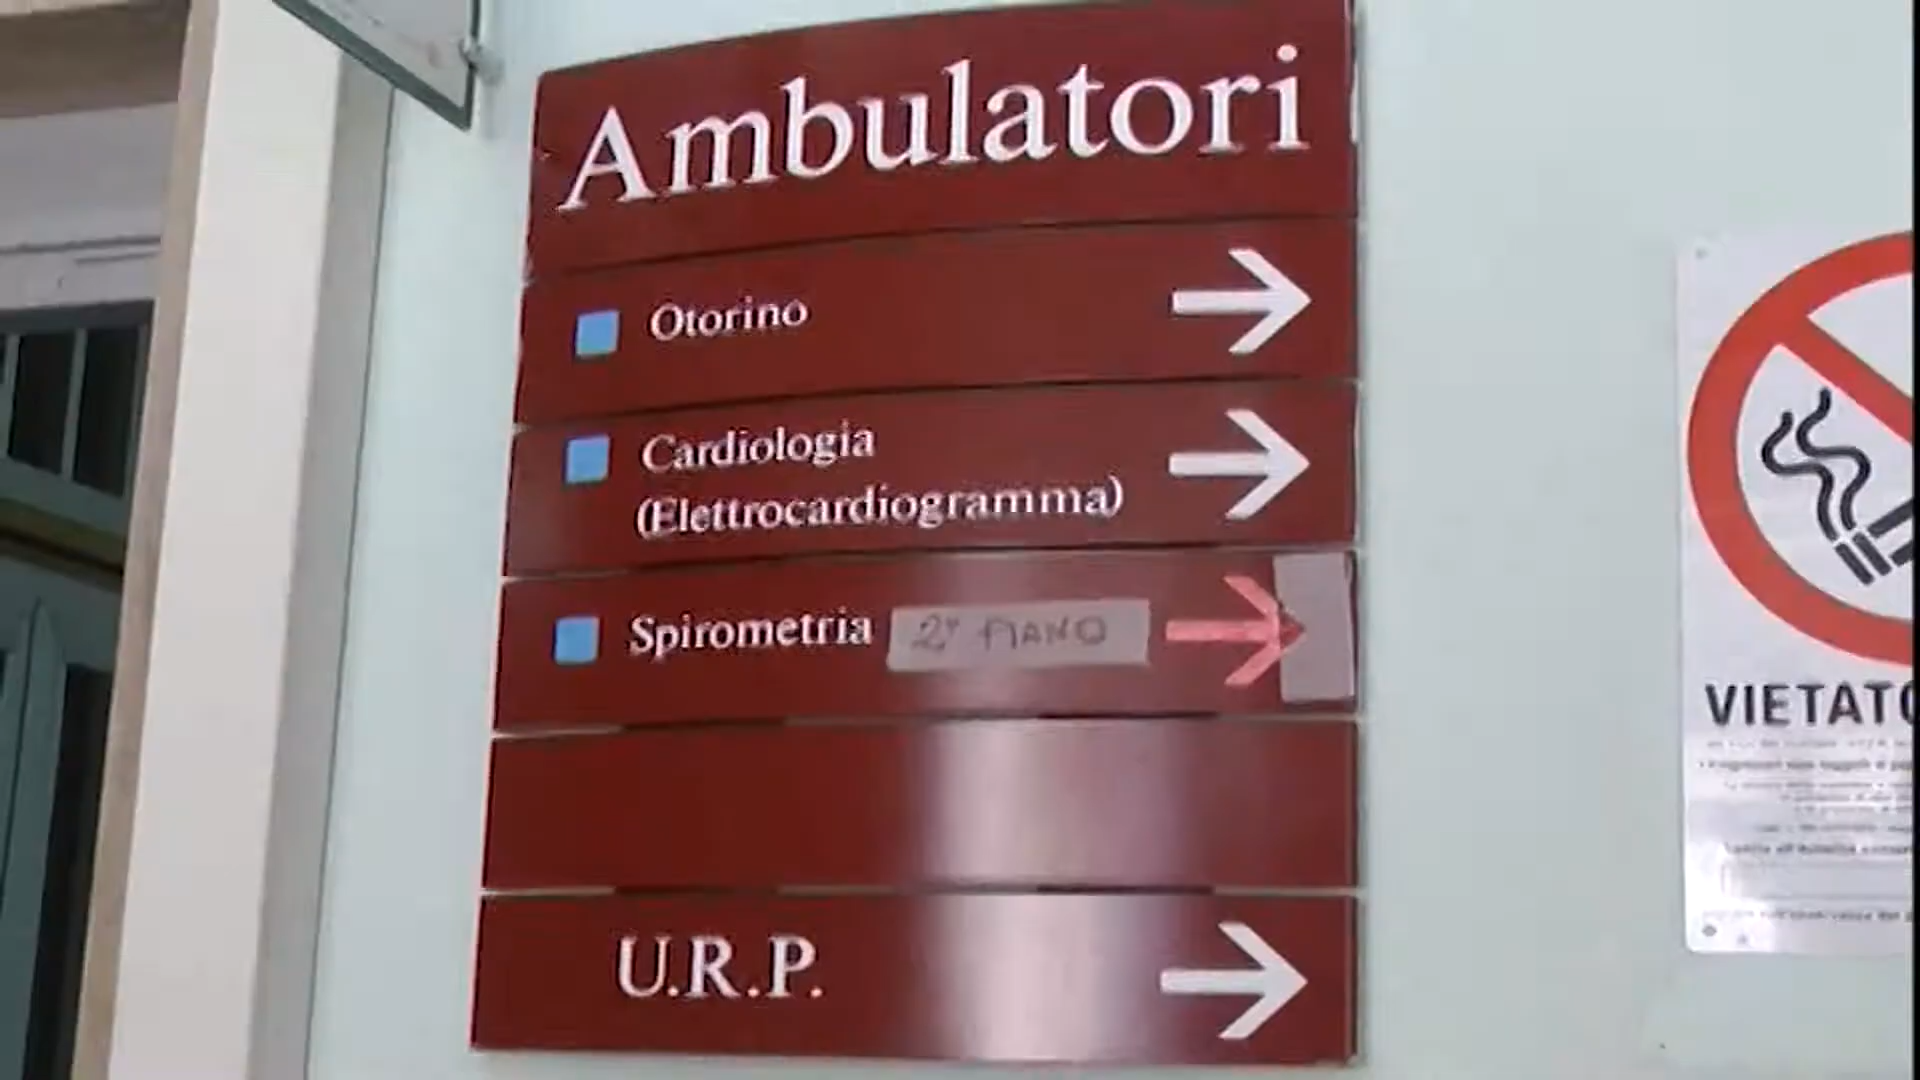 Ambulatori
Otorino
Cardiologia
(Elettrocardiogramma)
Spirometria 2° PIANO
U.R.P.
VIETATO